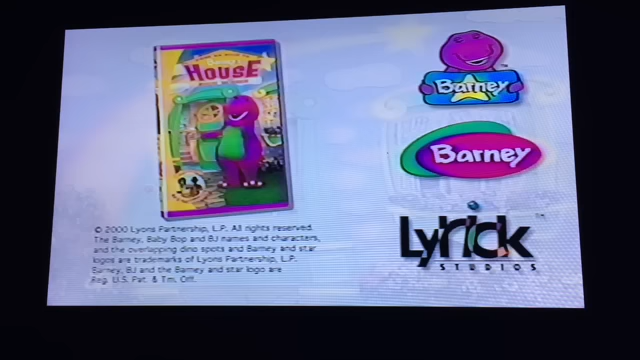 Barney's
HOUSE
Barney
Barney
Lyrick
STUDIOS
TM
© 2000 Lyons Partnership, L.P. All rights reserved.
The Barney, Baby Bop and BJ names and characters,
and the overlapping dino spots and Barney and star
logos are trademarks of Lyons Partnership, L.P.
Barney, BJ and the Barney and star logo are
Reg. U.S. Pat. & Tm. Off.